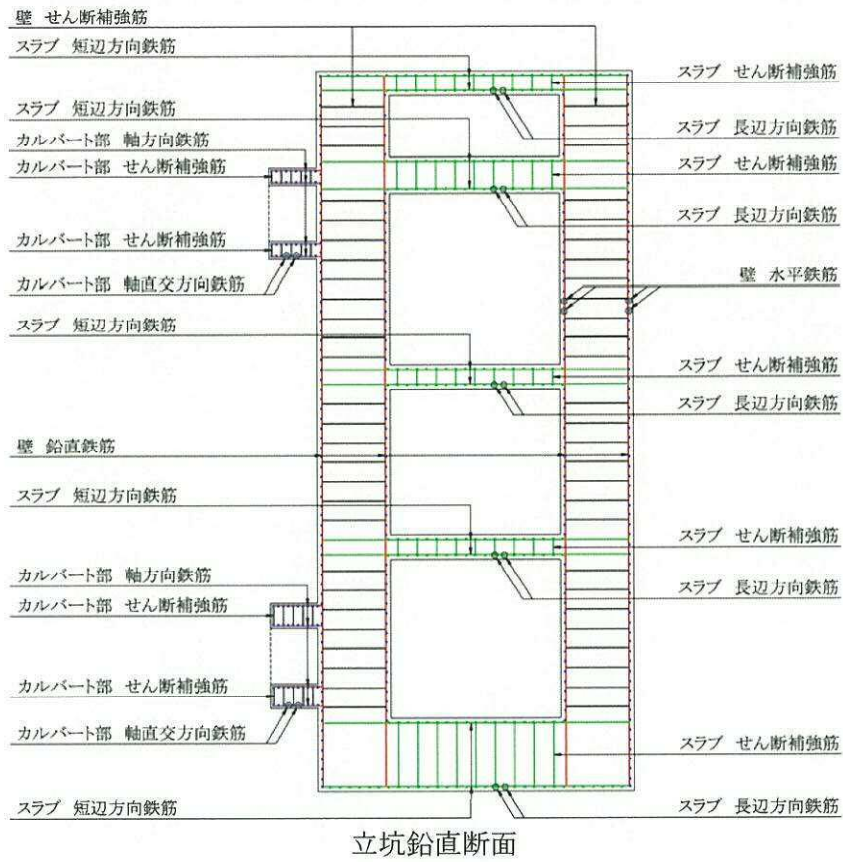 壁 せん断補強筋
スラブ 短辺方向鉄筋
スラブ 短辺方向鉄筋
カルバート部 軸方向鉄筋
カルバート部 せん断補強筋
カルバート部 せん断補強筋
カルバート部 軸直交方向鉄筋
スラブ 短辺方向鉄筋
壁 鉛直鉄筋
スラブ 短辺方向鉄筋
カルバート部 軸方向鉄筋
カルバート部 せん断補強筋
カルバート部 せん断補強筋
カルバート部 軸直交方向鉄筋
スラブ 短辺方向鉄筋
スラブ せん断補強筋
スラブ 長辺方向鉄筋
スラブ せん断補強筋
スラブ 長辺方向鉄筋
壁 水平鉄筋
スラブ せん断補強筋
スラブ 長辺方向鉄筋
スラブ せん断補強筋
スラブ 長辺方向鉄筋
スラブ せん断補強筋
スラブ 長辺方向鉄筋
立坑鉛直断面